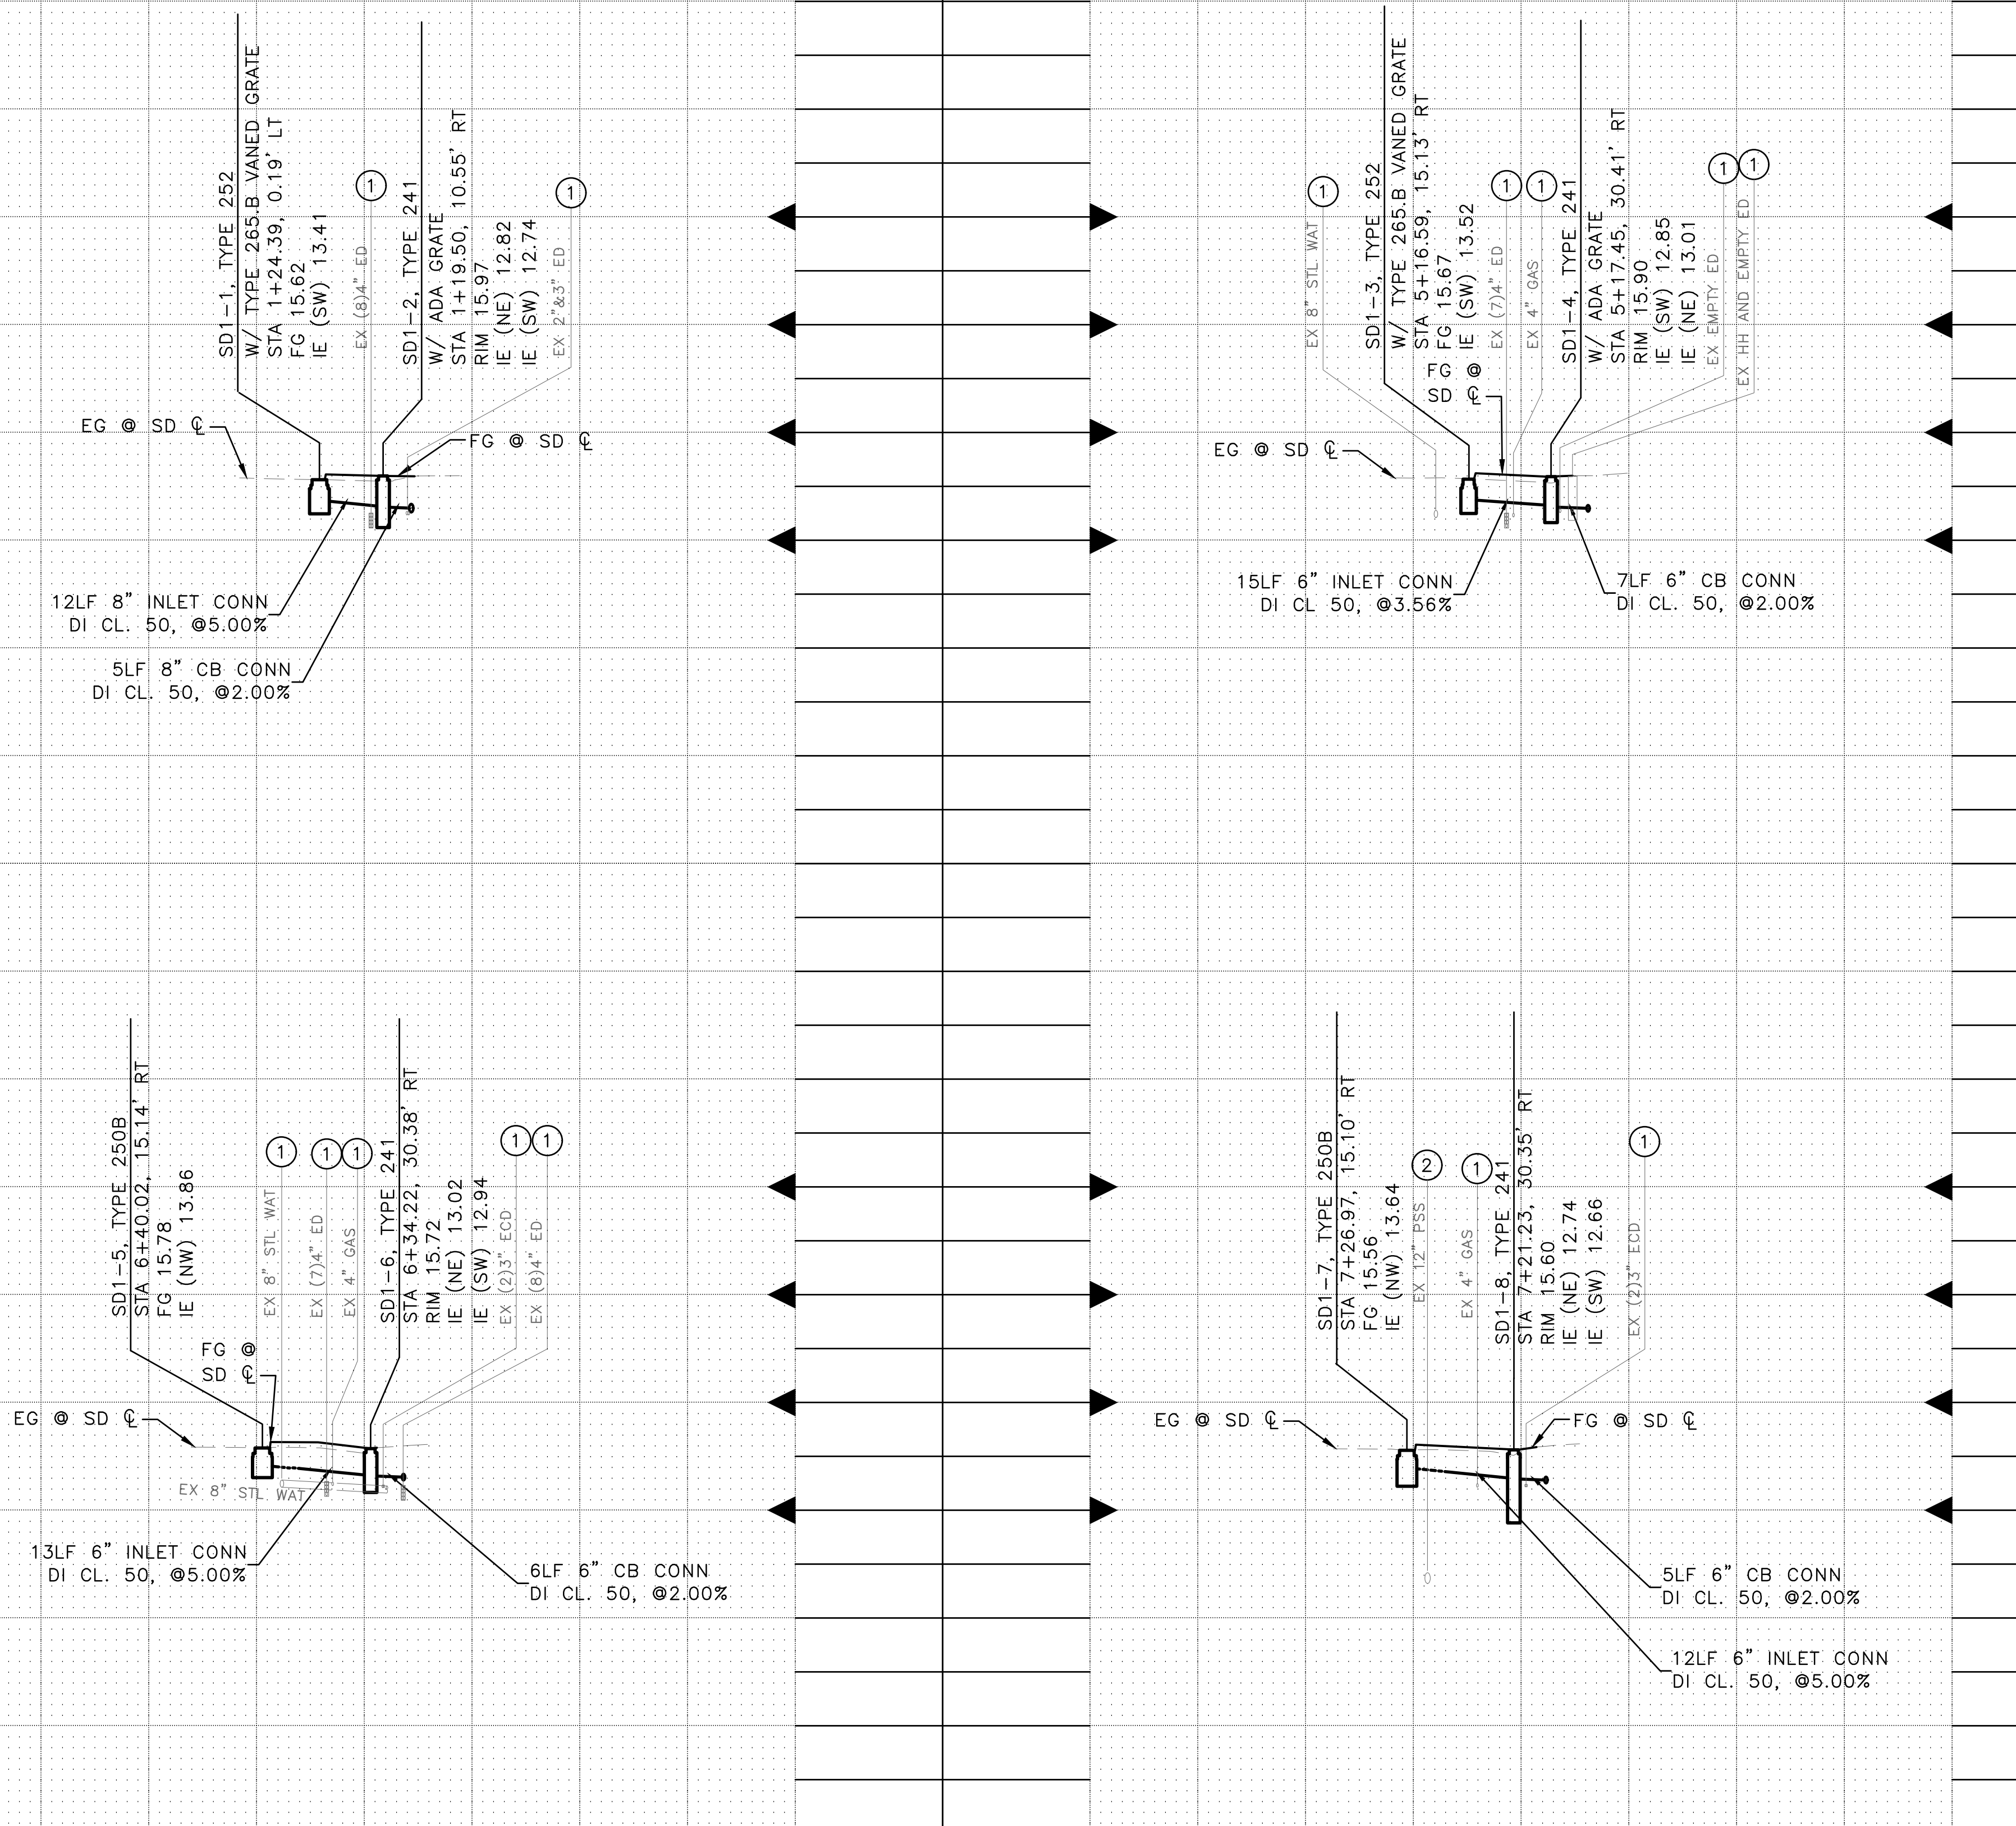 SD1-1, TYPE 252
W/ TYPE 265.B VANED GRATE
STA 1+24.39, 0.19' LT
FG 15.62
IE (SW) 13.41
1
EX (8)4" ED
SD1-2, TYPE 241
W/ ADA GRATE
STA 1+19.50, 10.55' RT
RIM 15.97
IE (NE) 12.82
IE (SW) 12.74
1
EX 2"&3" ED
EG @ SD ℄
FG @ SD ℄
12LF 8" INLET CONN
DI CL. 50, @5.00%
5LF 8" CB CONN
DI CL. 50, @2.00%
1
EX 8" STL WAT
SD1-3, TYPE 252
W/ TYPE 265.B VANED GRATE
STA 5+16.59, 15.13' RT
FG 15.67
IE (SW) 13.52
1
EX (7)4" ED
1
EX 4" GAS
SD1-4, TYPE 241
W/ ADA GRATE
STA 5+17.45, 30.41' RT
RIM 15.90
IE (SW) 12.85
IE (NE) 13.01
1
EX EMPTY ED
1
EX HH AND EMPTY ED
FG @
SD ℄
EG @ SD ℄
15LF 6" INLET CONN
DI CL 50, @3.56%
7LF 6" CB CONN
DI CL. 50, @2.00%
SD1-5, TYPE 250B
STA 6+40.02, 15.14' RT
FG 15.78
IE (NW) 13.86
1
EX 8" STL WAT
1
EX (7)4" ED
1
EX 4" GAS
SD1-6, TYPE 241
STA 6+34.22, 30.38' RT
RIM 15.72
IE (NE) 13.02
IE (SW) 12.94
1
EX (2)3" ECD
1
EX (8)4" ED
FG @
SD ℄
EG @ SD ℄
EX 8" STL WAT
13LF 6" INLET CONN
DI CL. 50, @5.00%
6LF 6" CB CONN
DI CL. 50, @2.00%
SD1-7, TYPE 250B
STA 7+26.97, 15.10' RT
FG 15.56
IE (NW) 13.64
2
EX 12" PSS
1
EX 4" GAS
SD1-8, TYPE 241
STA 7+21.23, 30.35' RT
RIM 15.60
IE (NE) 12.74
IE (SW) 12.66
1
EX (2)3" ECD
EG @ SD ℄
FG @ SD ℄
5LF 6" CB CONN
DI CL. 50, @2.00%
12LF 6" INLET CONN
DI CL. 50, @5.00%